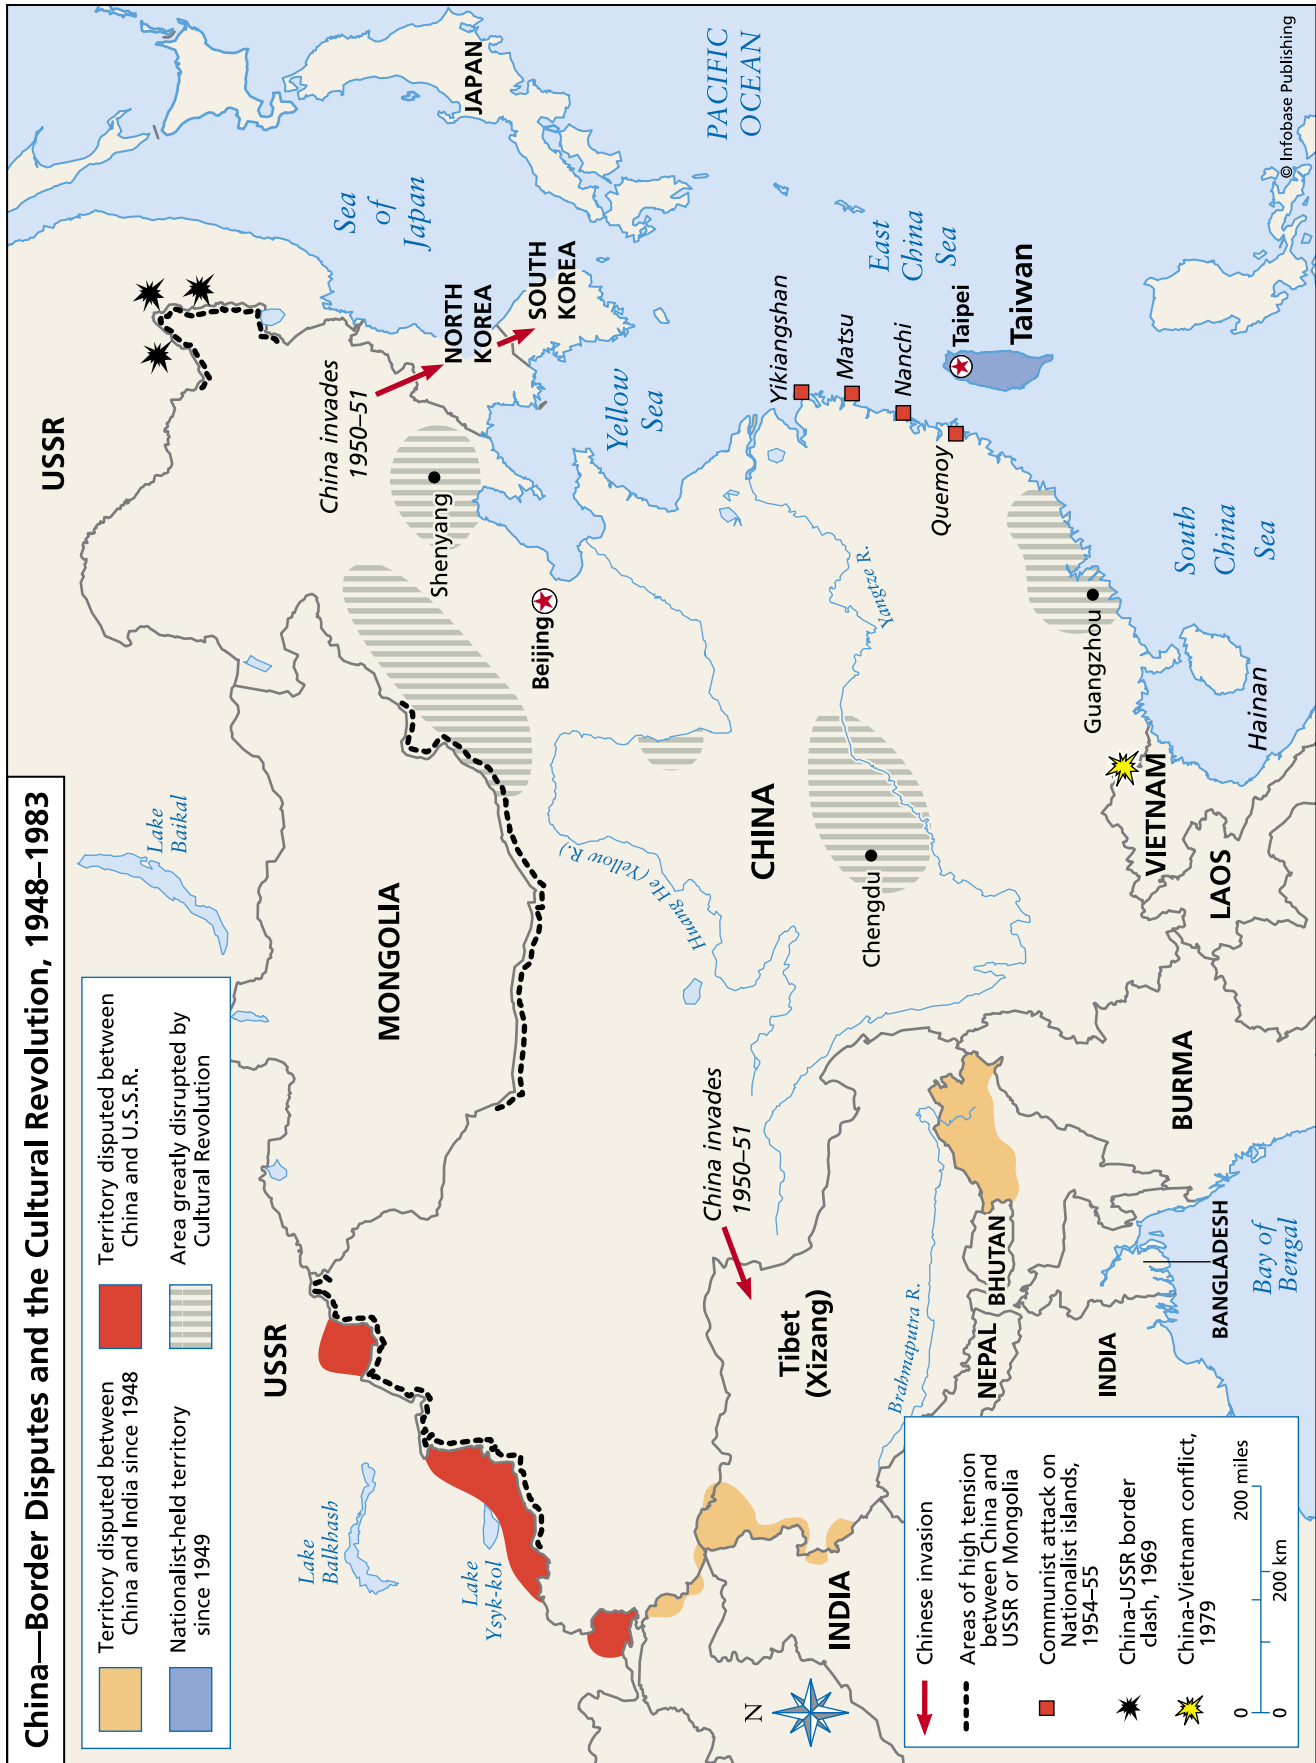 China—Border Disputes and the Cultural Revolution, 1948–1983
Territory disputed between
China and India since 1948
Territory disputed between
China and U.S.S.R.
Nationalist-held territory
since 1949
Area greatly disrupted by
Cultural Revolution
USSR
USSR
Lake
Baikal
Lake
Balkhash
Lake
Ysyk-kol
MONGOLIA
China invades
1950–51
NORTH
KOREA
SOUTH
KOREA
Sea
of
Japan
JAPAN
PACIFIC
OCEAN
Shenyang
Beijing
Yellow
Sea
Huang He (Yellow R.)
CHINA
Yangtze R.
Chengdu
China invades
1950–51
Tibet
(Xizang)
Brahmaputra R.
Yikiangshan
Matsu
Nanchi
Quemoy
East
China
Sea
Taipei
Taiwan
Guangzhou
South
China
Sea
Hainan
VIETNAM
LAOS
BURMA
BHUTAN
NEPAL
INDIA
INDIA
BANGLADESH
Bay of
Bengal
N
Chinese invasion
Areas of high tension
between China and
USSR or Mongolia
Communist attack on
Nationalist islands,
1954–55
China-USSR border
clash, 1969
China-Vietnam conflict,
1979
0 200 miles
0 200 km
© Infobase Publishing